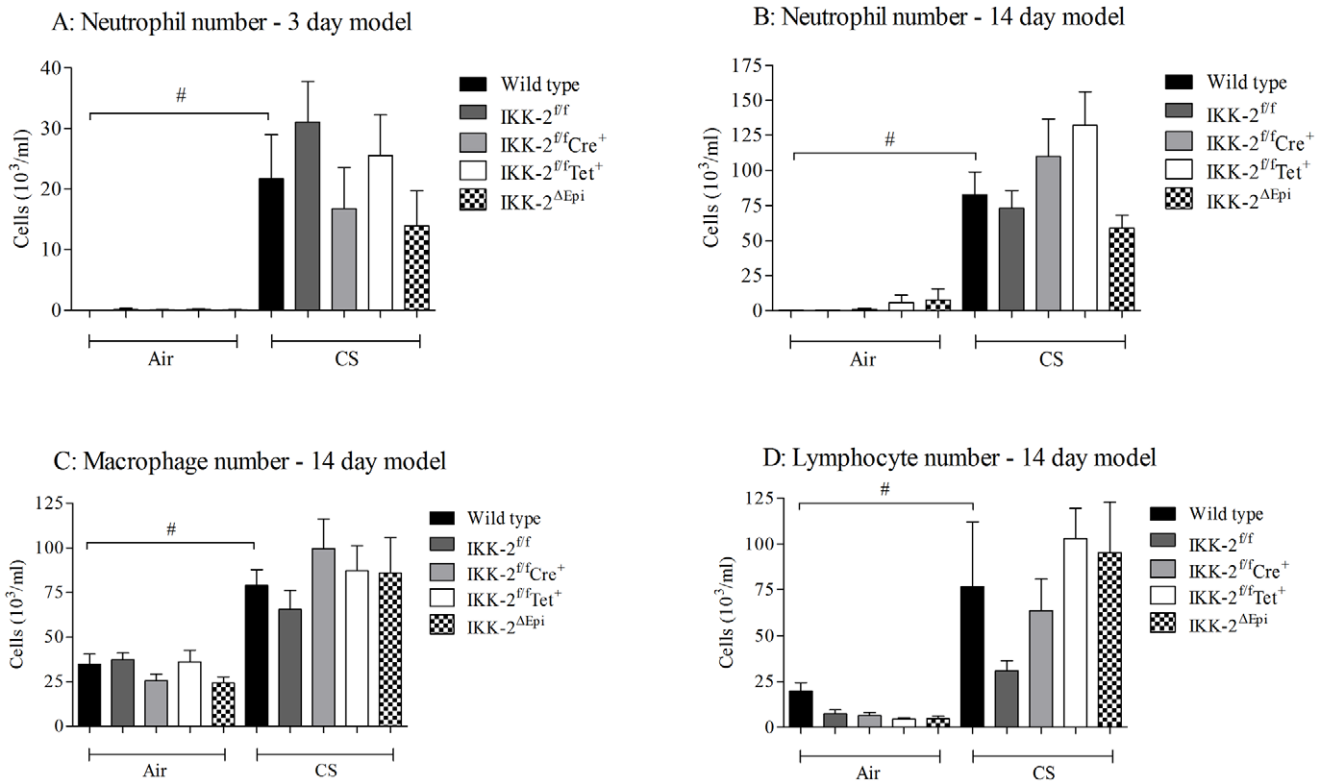 A: Neutrophil number - 3 day model
Cells (10³/ml)
40
30
20
10
0
#
Air
CS
Wild type
IKK-2f/f
IKK-2f/fCre+
IKK-2f/fTet+
IKK-2ΔEpi
B: Neutrophil number - 14 day model
Cells (10³/ml)
175
150
125
100
75
50
25
0
#
Air
CS
Wild type
IKK-2f/f
IKK-2f/fCre+
IKK-2f/fTet+
IKK-2ΔEpi
C: Macrophage number - 14 day model
Cells (10³/ml)
125
100
75
50
25
0
#
Air
CS
Wild type
IKK-2f/f
IKK-2f/fCre+
IKK-2f/fTet+
IKK-2ΔEpi
D: Lymphocyte number - 14 day model
Cells (10³/ml)
125
100
75
50
25
0
#
Air
CS
Wild type
IKK-2f/f
IKK-2f/fCre+
IKK-2f/fTet+
IKK-2ΔEpi